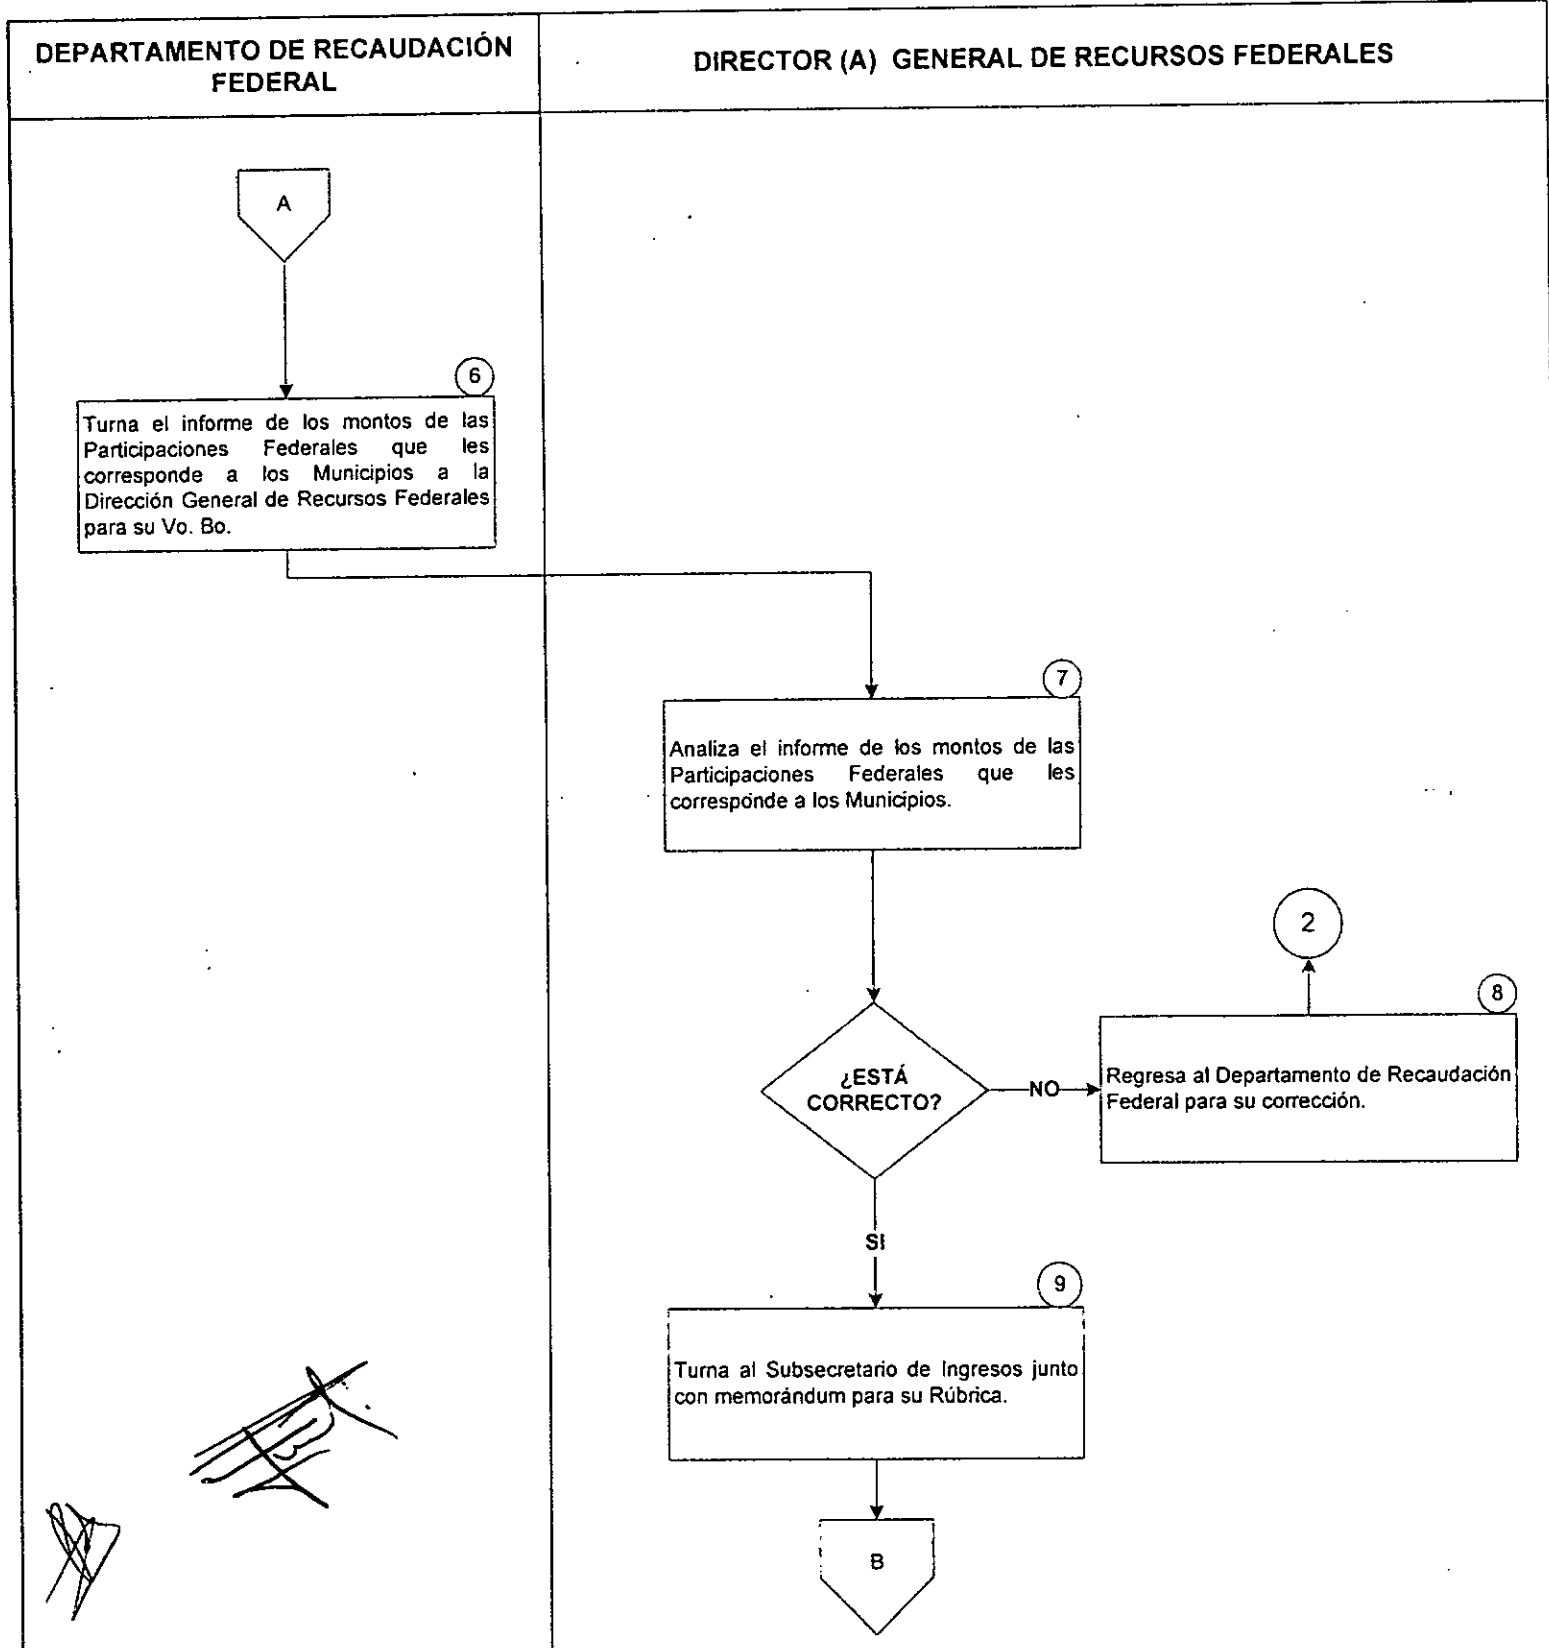 DEPARTAMENTO DE RECAUDACIÓN
FEDERAL
DIRECTOR (A) GENERAL DE RECURSOS FEDERALES
A
6
Turna el informe de los montos de las
Participaciones Federales que les
corresponde a los Municipios a la
Dirección General de Recursos Federales
para su Vo. Bo.
7
Analiza el informe de los montos de las
Participaciones Federales que les
corresponde a los Municipios.
2
8
¿ESTÁ
CORRECTO?
NO
Regresa al Departamento de Recaudación
Federal para su corrección.
SI
9
Turna al Subsecretario de Ingresos junto
con memorándum para su Rúbrica.
B